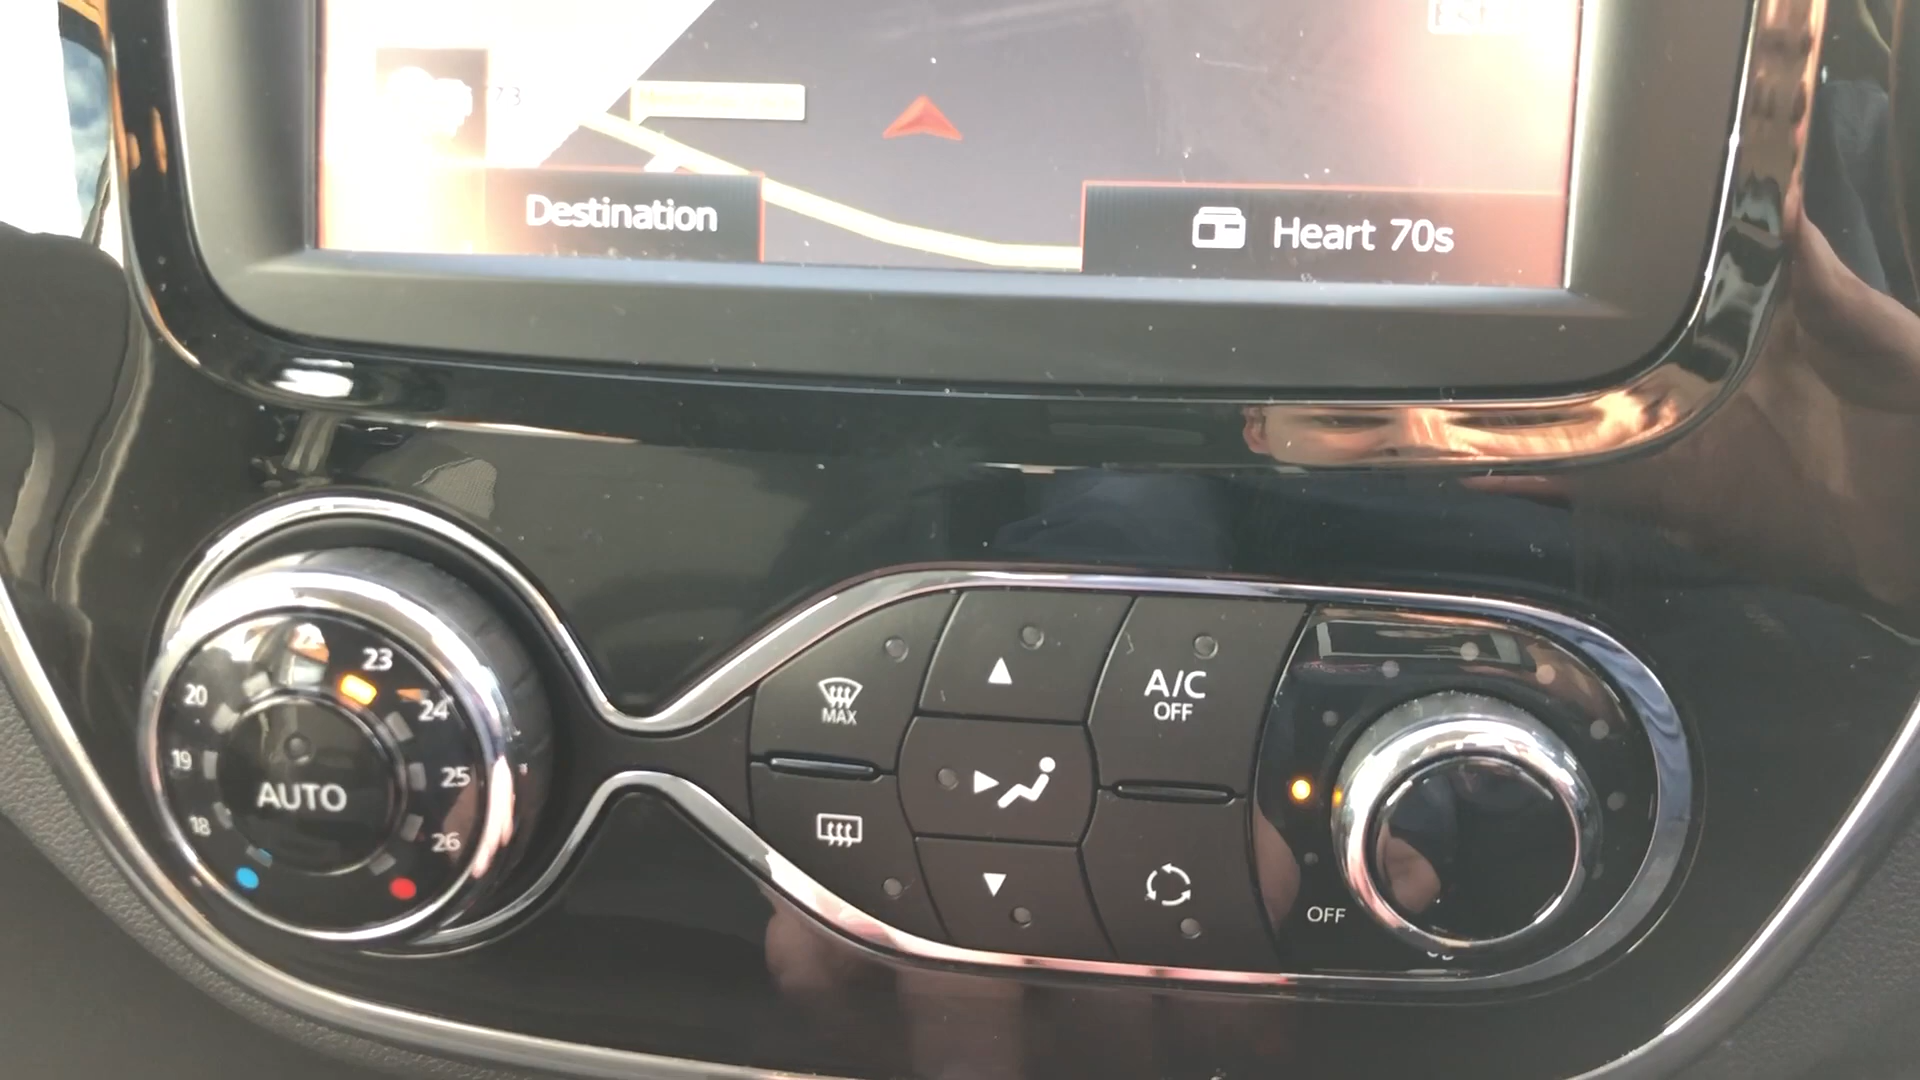 Destination
Heart 70s
23
20
24
19
25
18
26
AUTO
MAX
A/C
OFF
OFF